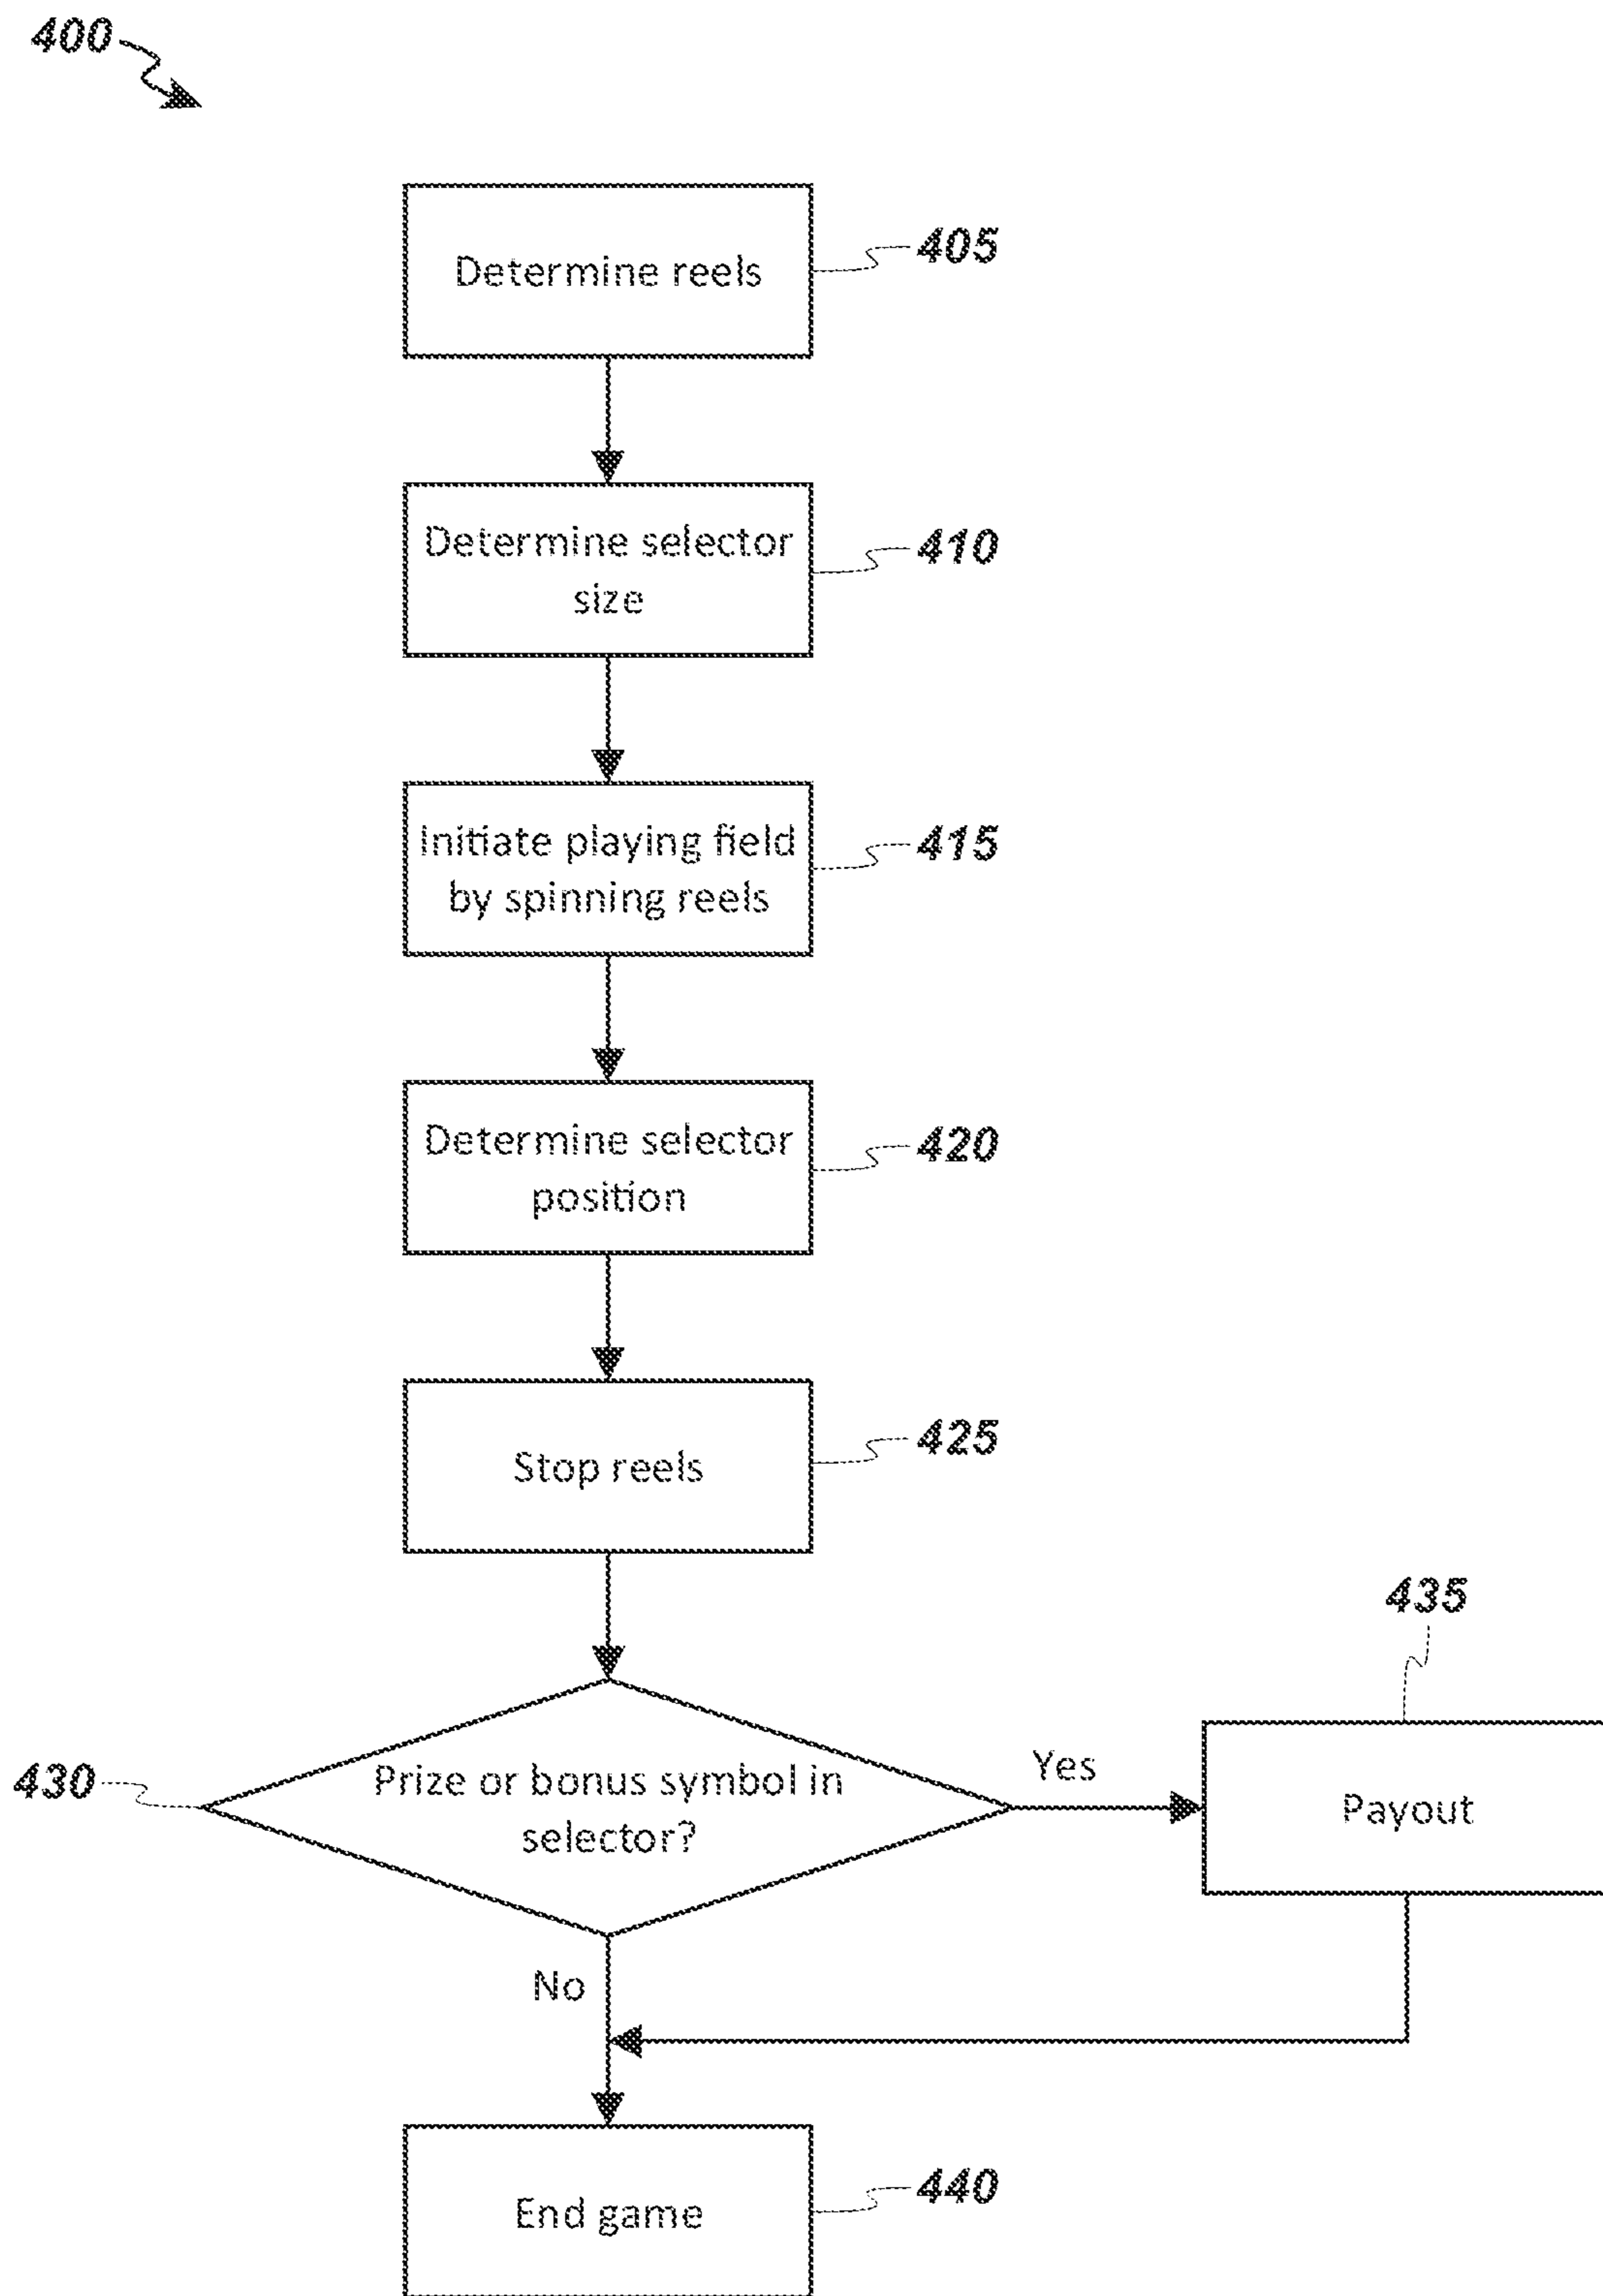 400
Determine reels
405
Determine selector
size
410
Initiate playing field
by spinning reels
415
Determine selector
position
420
Stop reels
425
435
430
Prize or bonus symbol in
selector?
Yes
Payout
No
End game
440